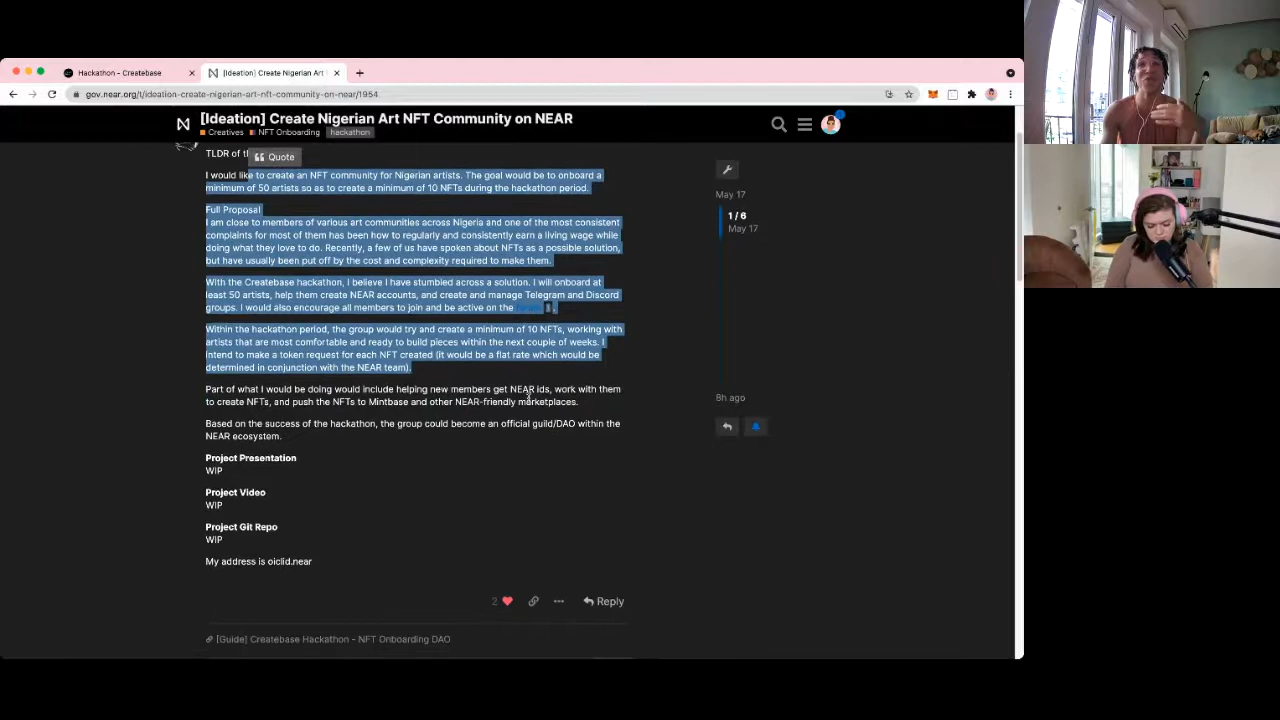 Hackathon - Createbase
[Ideation] Create Nigerian Art
gov.near.org/t/ideation-create-nigerian-art-nft-community-on-near/1954
[Ideation] Create Nigerian Art NFT Community on NEAR
Creatives NFT Onboarding hackathon
TLDR of
Quote
I would like to create an NFT community for Nigerian artists. The goal would be to onboard a
minimum of 50 artists so as to create a minimum of 10 NFTs during the hackathon period.
Full Proposal
I am close to members of various art communities across Nigeria and one of the most consistent
complaints for most of them has been how to regularly and consistently earn a living wage while
doing what they love to do. Recently, a few of us have spoken about NFTs as a possible solution,
but have usually been put off by the cost and complexity required to make them.
With the Createbase hackathon, I believe I have stumbled across a solution. I will onboard at
least 50 artists, help them create NEAR accounts, and create and manage Telegram and Discord
groups. I would also encourage all members to join and be active on the
Within the hackathon period, the group would try and create a minimum of 10 NFTs, working with
artists that are most comfortable and ready to build pieces within the next couple of weeks. I
intend to make a token request for each NFT created (it would be a flat rate which would be
determined in conjunction with the NEAR team).
Part of what I would be doing would include helping new members get NEAR ids, work with them
to create NFTs, and push the NFTs to Mintbase and other NEAR-friendly marketplaces.
Based on the success of the hackathon, the group could become an official guild/DAO within the
NEAR ecosystem.
Project Presentation
WIP
Project Video
WIP
Project Git Repo
WIP
My address is oiclid.near
2
Reply
[Guide] Createbase Hackathon - NFT Onboarding DAO
May 17
1 / 6
May 17
8h ago